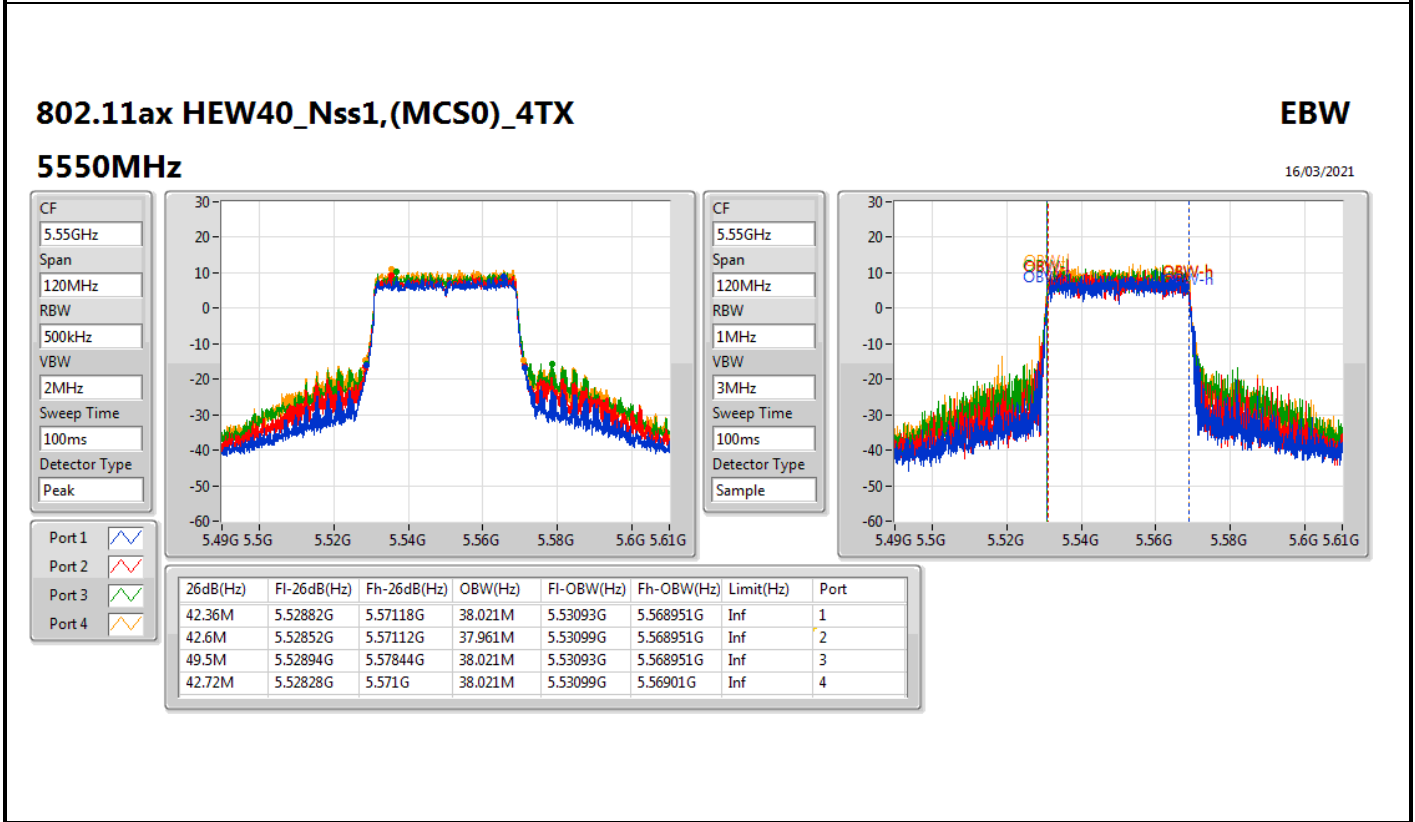 802.11ax HEW40_Nss1,(MCS0)_4TX
EBW
5550MHz
16/03/2021
CF
5.55GHz
Span
120MHz
RBW
500kHz
VBW
2MHz
Sweep Time
100ms
Detector Type
Peak
30
20
10
0
-10
-20
-30
-40
-50
-60
5.49G 5.5G 5.52G 5.54G 5.56G 5.58G 5.6G 5.61G
CF
5.55GHz
Span
120MHz
RBW
1MHz
VBW
3MHz
Sweep Time
100ms
Detector Type
Sample
30
20
10
0
-10
-20
-30
-40
-50
-60
OBW-h
5.49G 5.5G 5.52G 5.54G 5.56G 5.58G 5.6G 5.61G
Port 1
Port 2
Port 3
Port 4
26dB(Hz) Fl-26dB(Hz) Fh-26dB(Hz) OBW(Hz) Fl-OBW(Hz) Fh-OBW(Hz) Limit(Hz) Port
42.36M 5.52882G 5.57118G 38.021M 5.53093G 5.568951G Inf 1
42.6M 5.52852G 5.57112G 37.961M 5.53099G 5.568951G Inf 2
49.5M 5.52894G 5.57844G 38.021M 5.53093G 5.568951G Inf 3
42.72M 5.52828G 5.571G 38.021M 5.53099G 5.56901G Inf 4